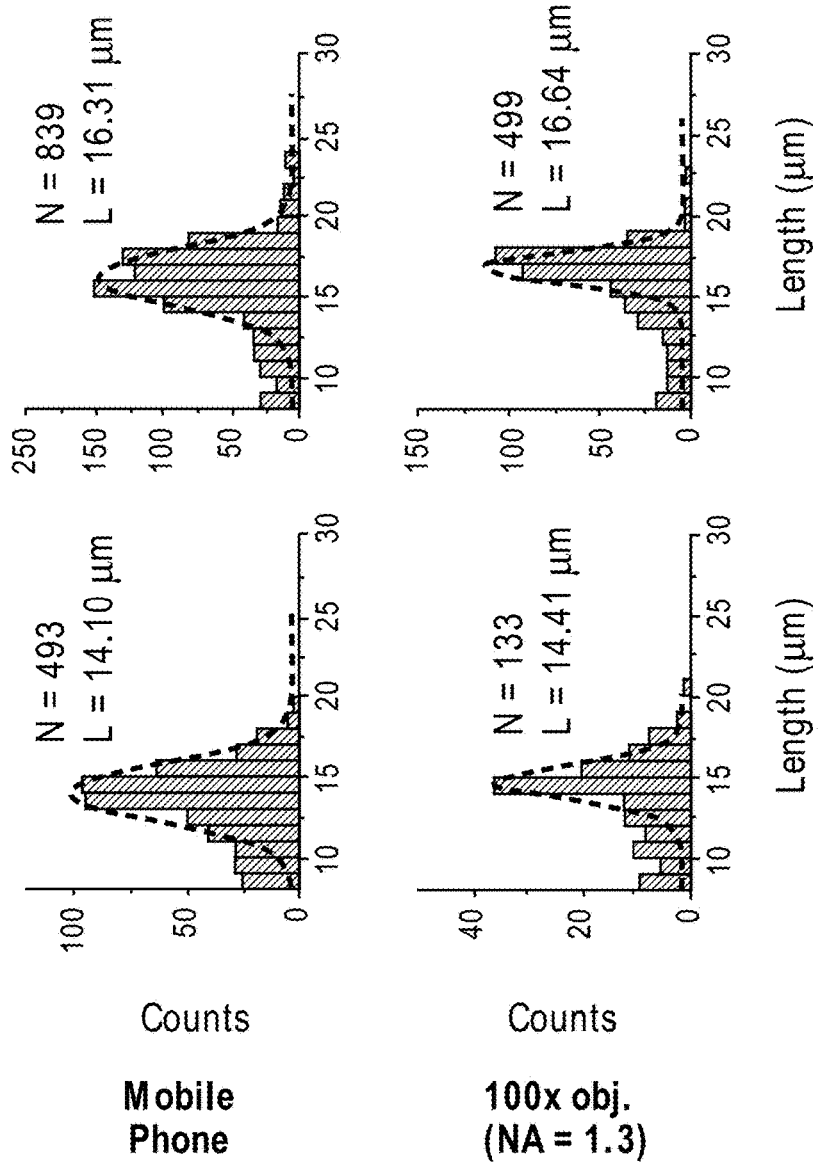 Mobile
Phone
Counts
100
50
0
N = 493
L = 14.10 μm
10
15
20
25
30
250
150
100
50
0
N = 839
L = 16.31 μm
10
15
20
25
30
100x obj.
(NA = 1.3)
Counts
40
20
0
N = 133
L = 14.41 μm
10
15
20
25
30
Length (μm)
150
100
50
0
N = 499
L = 16.64 μm
10
15
20
25
30
Length (μm)